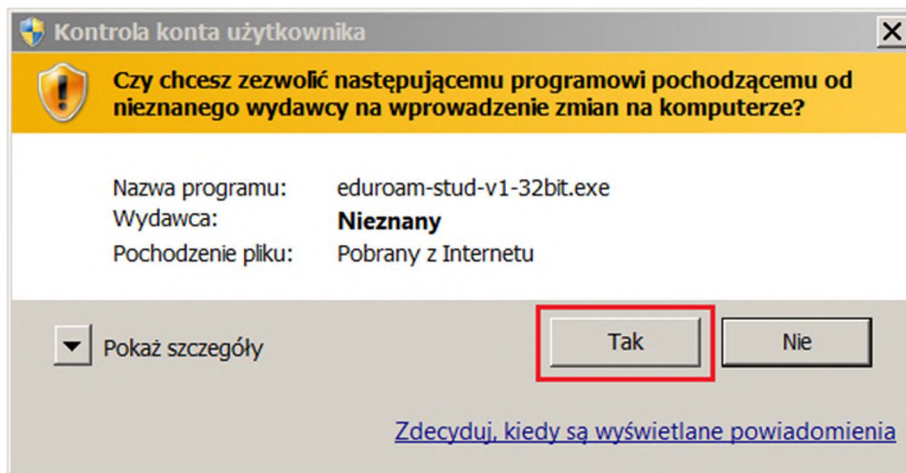 Kontrola konta użytkownika
Czy chcesz zezwolić następującemu programowi pochodzącemu od
nieznanego wydawcy na wprowadzenie zmian na komputerze?
Nazwa programu: eduroam-stud-v1-32bit.exe
Wydawca: Nieznany
Pochodzenie pliku: Pobrany z Internetu
Pokaż szczegóły Tak Nie
Zdecyduj, kiedy są wyświetlane powiadomienia